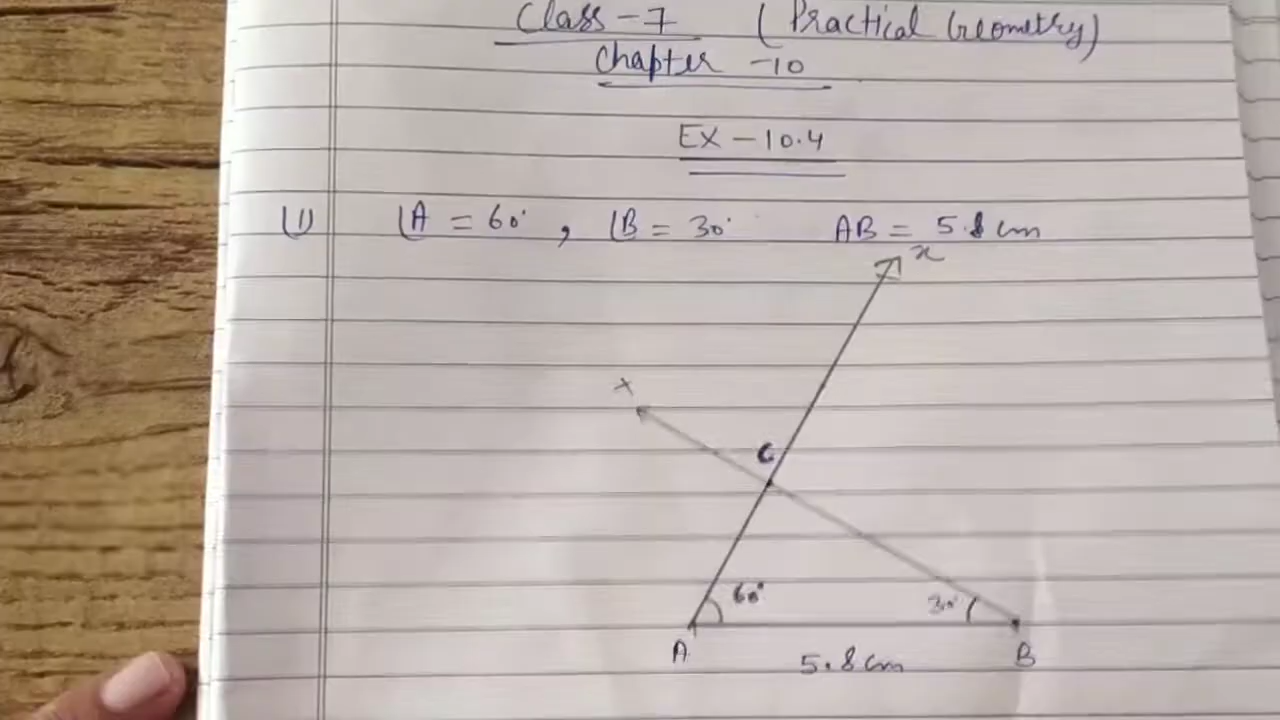 Class - 7 (Practical Geometry)
Chapter - 10
EX - 10.4
(1) ∠A = 60°, ∠B = 30° AB = 5.8 cm
x
x
C
60° 30°
A 5.8 cm B